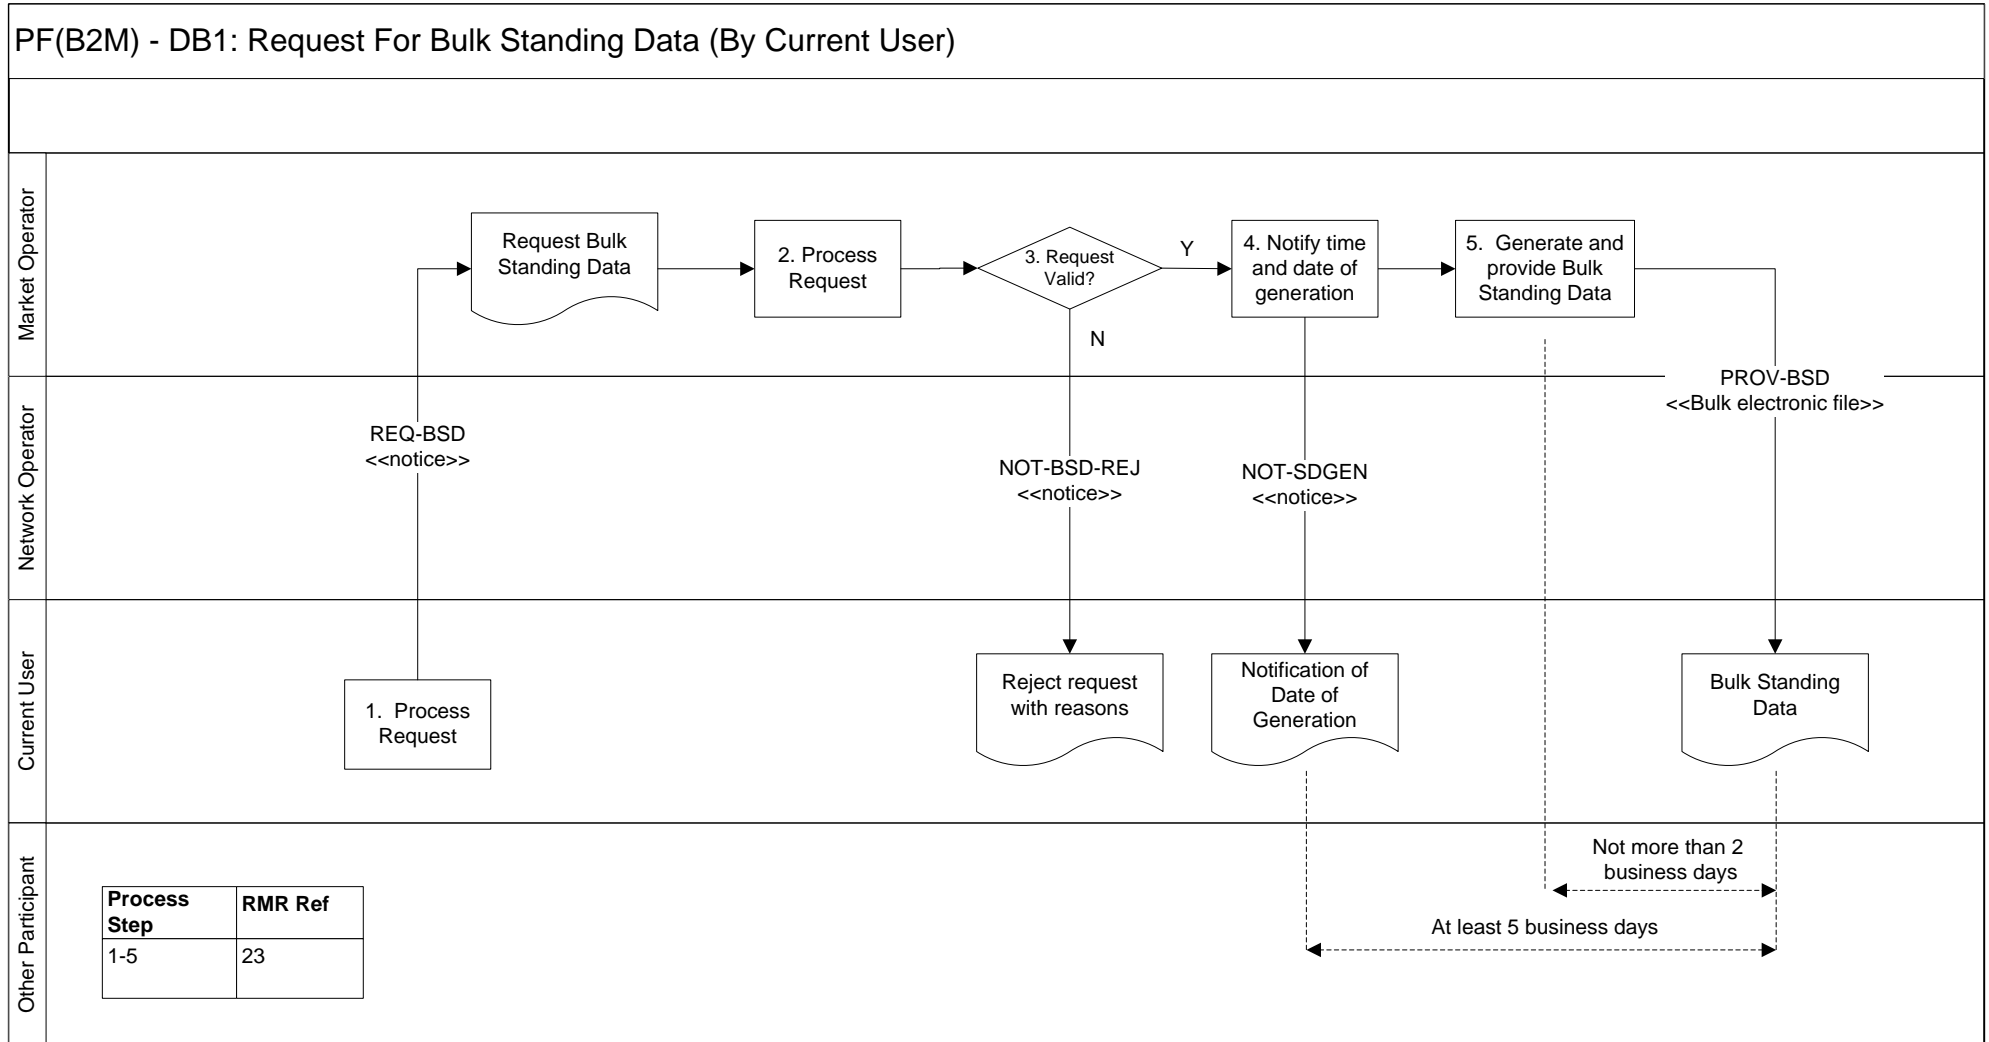 PF(B2M) - DB1: Request For Bulk Standing Data (By Current User)
Market Operator
Request Bulk
Standing Data
2. Process
Request
3. Request
Valid?
Y
N
4. Notify time
and date of
generation
5.  Generate and
provide Bulk
Standing Data
Network Operator
REQ-BSD
<<notice>>
NOT-BSD-REJ
<<notice>>
NOT-SDGEN
<<notice>>
PROV-BSD
<<Bulk electronic file>>
Current User
1.  Process
Request
Reject request
with reasons
Notification of
Date of
Generation
Bulk Standing
Data
Other Participant
Process
Step
RMR Ref
1-5
23
Not more than 2
business days
At least 5 business days